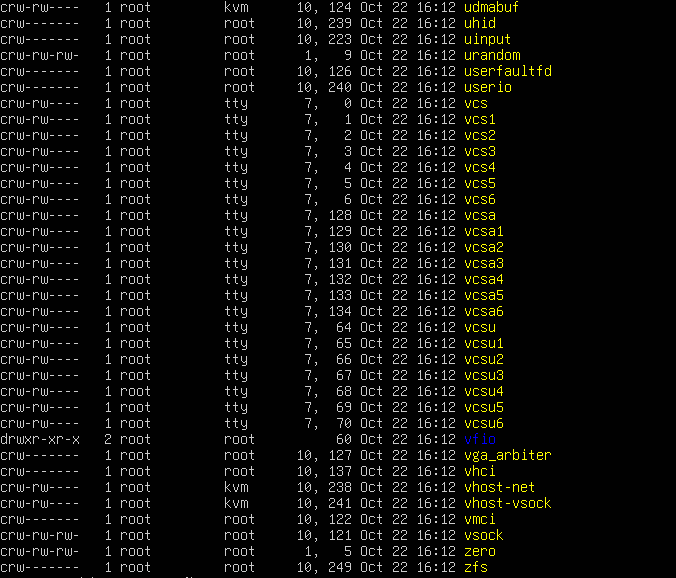 crw-rw---- 1 root kvm 10, 124 Oct 22 16:12 udmabuf
crw------- 1 root root 10, 239 Oct 22 16:12 uhid
crw------- 1 root root 10, 223 Oct 22 16:12 uinput
crw-rw-rw- 1 root root 1, 9 Oct 22 16:12 urandom
crw------- 1 root root 10, 126 Oct 22 16:12 userfaultfd
crw------- 1 root root 10, 240 Oct 22 16:12 userio
crw-rw---- 1 root tty 7, 0 Oct 22 16:12 vcs
crw-rw---- 1 root tty 7, 1 Oct 22 16:12 vcs1
crw-rw---- 1 root tty 7, 2 Oct 22 16:12 vcs2
crw-rw---- 1 root tty 7, 3 Oct 22 16:12 vcs3
crw-rw---- 1 root tty 7, 4 Oct 22 16:12 vcs4
crw-rw---- 1 root tty 7, 5 Oct 22 16:12 vcs5
crw-rw---- 1 root tty 7, 6 Oct 22 16:12 vcs6
crw-rw---- 1 root tty 7, 128 Oct 22 16:12 vcsa
crw-rw---- 1 root tty 7, 129 Oct 22 16:12 vcsa1
crw-rw---- 1 root tty 7, 130 Oct 22 16:12 vcsa2
crw-rw---- 1 root tty 7, 131 Oct 22 16:12 vcsa3
crw-rw---- 1 root tty 7, 132 Oct 22 16:12 vcsa4
crw-rw---- 1 root tty 7, 133 Oct 22 16:12 vcsa5
crw-rw---- 1 root tty 7, 134 Oct 22 16:12 vcsa6
crw-rw---- 1 root tty 7, 64 Oct 22 16:12 vcsu
crw-rw---- 1 root tty 7, 65 Oct 22 16:12 vcsu1
crw-rw---- 1 root tty 7, 66 Oct 22 16:12 vcsu2
crw-rw---- 1 root tty 7, 67 Oct 22 16:12 vcsu3
crw-rw---- 1 root tty 7, 68 Oct 22 16:12 vcsu4
crw-rw---- 1 root tty 7, 69 Oct 22 16:12 vcsu5
crw-rw---- 1 root tty 7, 70 Oct 22 16:12 vcsu6
drwxr-xr-x 2 root root 60 Oct 22 16:12 vfio
crw------- 1 root root 10, 127 Oct 22 16:12 vga_arbiter
crw------- 1 root root 10, 137 Oct 22 16:12 vhci
crw-rw---- 1 root kvm 10, 238 Oct 22 16:12 vhost-net
crw-rw---- 1 root kvm 10, 241 Oct 22 16:12 vhost-vsock
crw------- 1 root root 10, 122 Oct 22 16:12 vmci
crw-rw-rw- 1 root root 10, 121 Oct 22 16:12 vsock
crw-rw-rw- 1 root root 1, 5 Oct 22 16:12 zero
crw------- 1 root root 10, 249 Oct 22 16:12 zfs